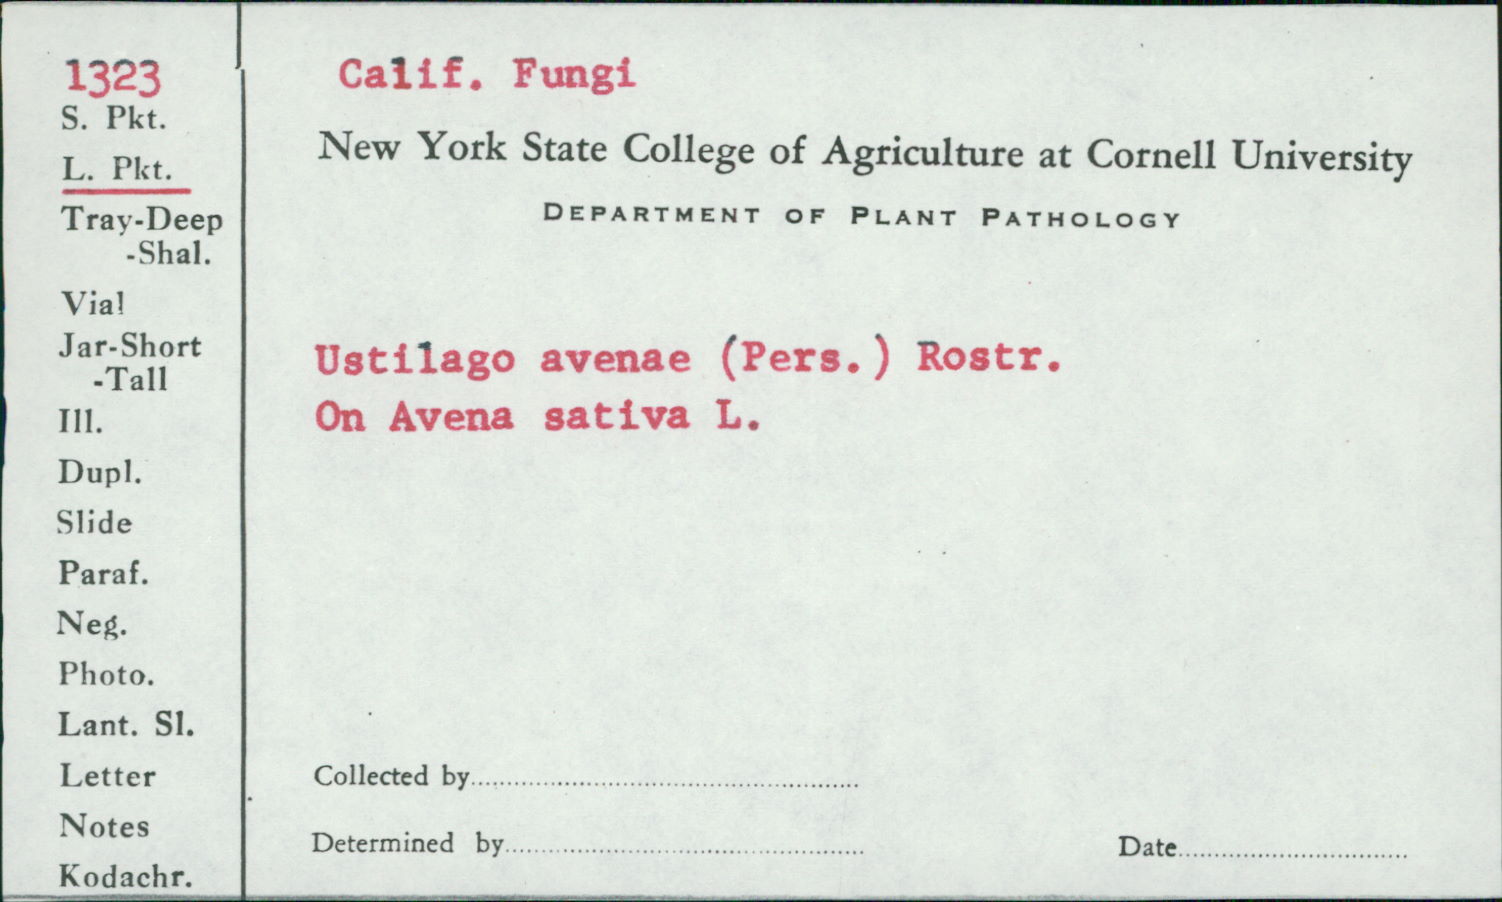 1323
S. Pkt.
L. Pkt.
Tray-Deep
-Shal.
Vial
Jar-Short
-Tall
Ill.
Dupl.
Slide
Paraf.
Neg.
Photo.
Lant. Sl.
Letter
Notes
Kodachr.
Calif. Fungi
New York State College of Agriculture at Cornell University
DEPARTMENT OF PLANT PATHOLOGY
Ustilago avenae (Pers.) Rostr.
On Avena sativa L.
Collected by
Determined by
Date